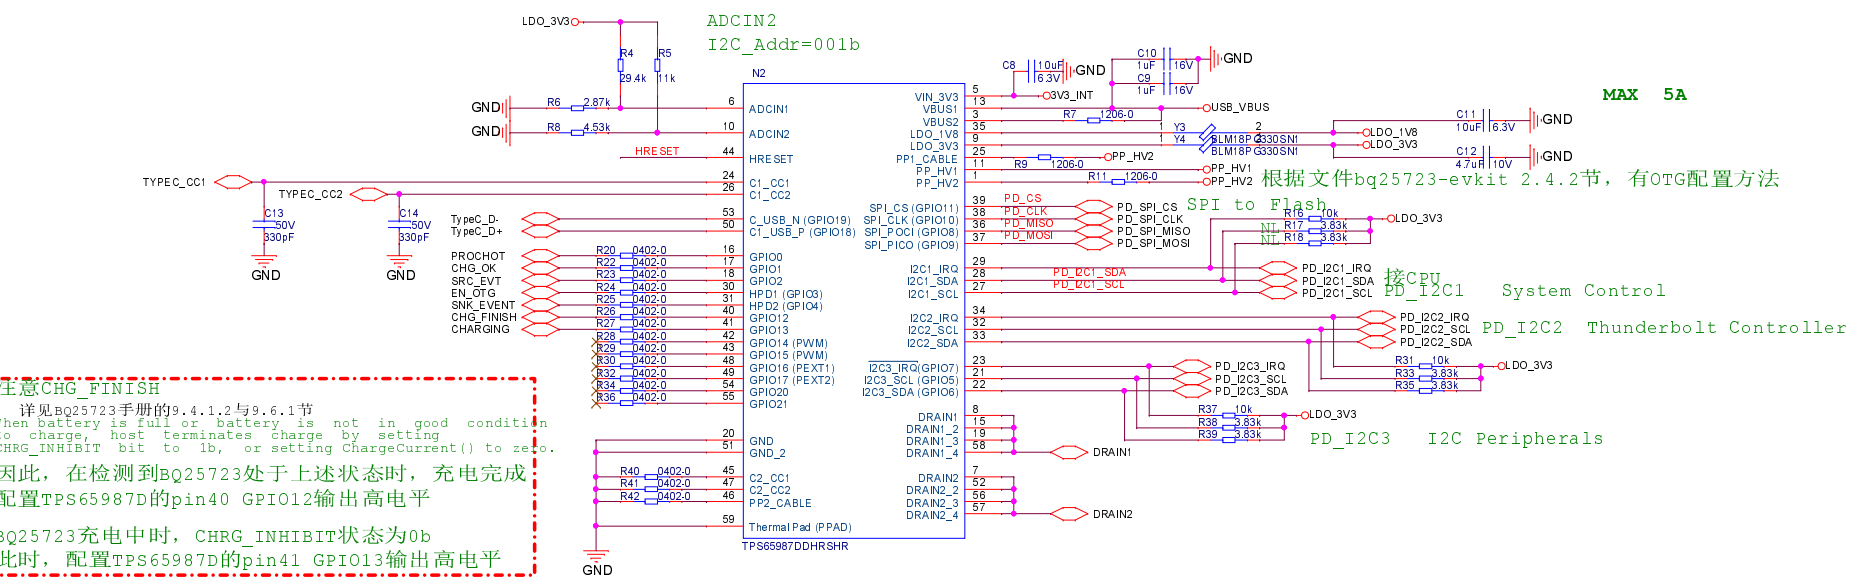 LDO_3V3
ADCIN2
I2C_Addr=001b
R4
29.4k
R5
11k
N2
GND
R6 2.87k
6
ADCIN1
GND
R8 4.53k
10
ADCIN2
HRESET
44
HRESET
TYPEC_CC1
24
C1_CC1
TYPEC_CC2
26
C1_CC2
C13
50V
330pF
GND
C14
50V
330pF
GND
TypeC_D-
53
C_USB_N (GPIO19)
TypeC_D+
50
C1_USB_P (GPIO18)
PROCHOT
R20 0402-0
16
GPIO0
CHG_OK
R22 0402-0
17
GPIO1
SRC_EVT
R23 0402-0
18
GPIO2
EN_OTG
R24 0402-0
30
HPD1 (GPIO3)
SNK_EVENT
R25 0402-0
31
HPD2 (GPIO4)
CHG_FINISH
R26 0402-0
40
GPIO12
CHARGING
R27 0402-0
41
GPIO13
R28 0402-0
42
GPIO14 (PWM)
R29 0402-0
43
GPIO15 (PWM)
R30 0402-0
48
GPIO16 (PEXT1)
R32 0402-0
49
GPIO17 (PEXT2)
R34 0402-0
54
GPIO20
R36 0402-0
55
GPIO21
20
GND
51
GND_2
R40 0402-0
45
C2_CC1
R41 0402-0
47
C2_CC2
R42 0402-0
46
PP2_CABLE
59
Thermal Pad (PPAD)
GND
TPS65987DDHRSHR
C8
10uF
6.3V
GND
C10
1uF 16V
GND
C9
1uF 16V
VIN_3V3
5
3V3_INT
VBUS1
13
USB_VBUS
VBUS2
3
R7 1206-0
LDO_1V8
35
1 Y3 2
BLM18PG330SN1
LDO_1V8
LDO_3V3
9
1 Y4
BLM18PG330SN1
LDO_3V3
MAX 5A
C11
10uF 6.3V
GND
C12
4.7uF 10V
GND
PP1_CABLE
25
R9 1206-0
PP_HV2
PP_HV1
11
PP_HV1
PP_HV2
1
R11 1206-0
PP_HV2
根据文件bq25723-evkit 2.4.2节，有OTG配置方法
SPI to Flash
SPI_CS (GPIO11)
39
PD_CS
PD_SPI_CS
SPI_CLK (GPIO10)
38
PD_CLK
PD_SPI_CLK
SPI_POCI (GPIO8)
36
PD_MISO
PD_SPI_MISO
SPI_PICO (GPIO9)
37
PD_MOSI
PD_SPI_MOSI
R16 10k
LDO_3V3
NL R17 3.83k
NL R18 3.83k
I2C1_IRQ
29
PD_I2C1_IRQ
I2C1_SDA
28
PD_I2C1_SDA
PD_I2C1_SDA
I2C1_SCL
27
PD_I2C1_SCL
PD_I2C1_SCL
接CPU
PD_I2C1 System Control
I2C2_IRQ
34
PD_I2C2_IRQ
I2C2_SCL
32
PD_I2C2_SCL
I2C2_SDA
33
PD_I2C2_SDA
PD_I2C2 Thunderbolt Controller
R31 10k
LDO_3V3
R33 3.83k
R35 3.83k
I2C3_IRQ(GPIO7)
23
PD_I2C3_IRQ
I2C3_SCL (GPIO5)
21
PD_I2C3_SCL
I2C3_SDA (GPIO6)
22
PD_I2C3_SDA
R37 10k
LDO_3V3
R38 3.83k
R39 3.83k
PD_I2C3 I2C Peripherals
DRAIN1
8
DRAIN1_2
15
DRAIN1_3
19
DRAIN1_4
58
DRAIN1
DRAIN2
7
DRAIN2_2
52
DRAIN2_3
56
DRAIN2_4
57
DRAIN2
注意CHG_FINISH
详见BQ25723手册的9.4.1.2与9.6.1节
When battery is full or battery is not in good condition
to charge, host terminates charge by setting
CHRG_INHIBIT bit to 1b, or setting ChargeCurrent() to zero.
因此，在检测到BQ25723处于上述状态时，充电完成
配置TPS65987D的pin40 GPIO12输出高电平
BQ25723充电中时，CHRG_INHIBIT状态为0b
此时，配置TPS65987D的pin41 GPIO13输出高电平